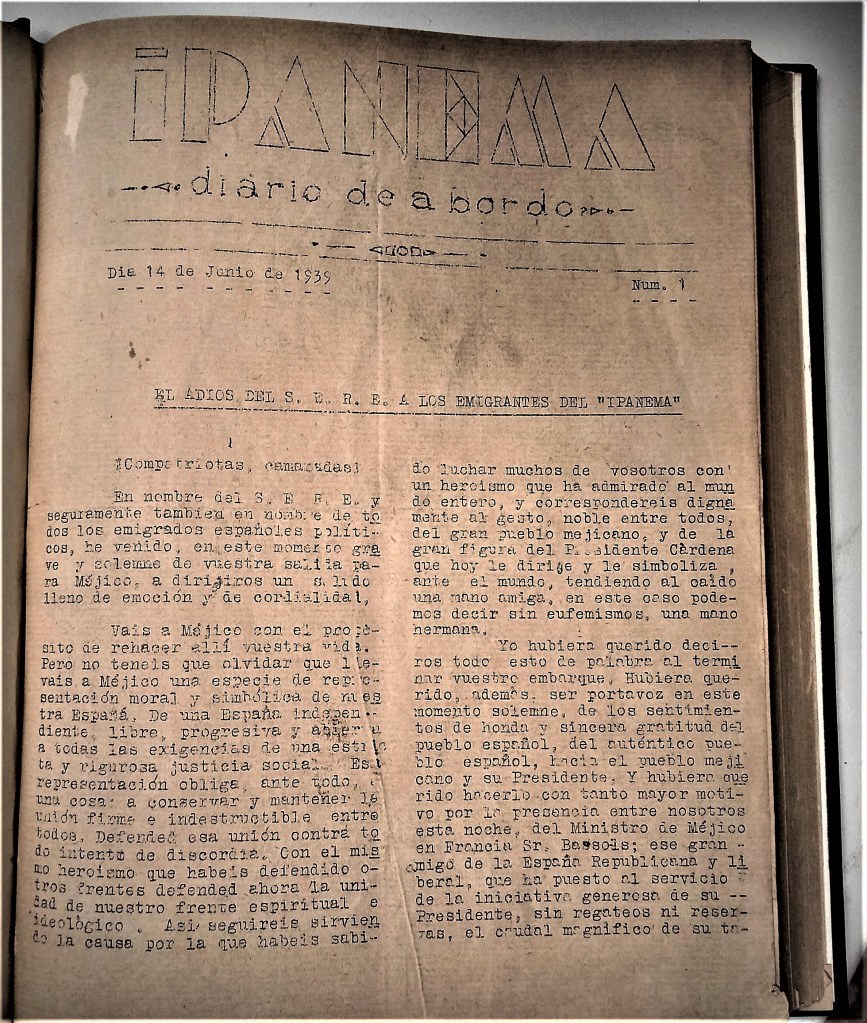 IPANEMA
diario de a bordo
Dia 14 de Junio de 1939
Num. 1
EL ADIOS DEL S. E. R. E. A LOS EMIGRANTES DEL "IPANEMA"
¡Compatriotas, camaradas!
En nombre del S. E R E. y
seguramente tambien en nombre de to
dos los emigrados españoles políti-
cos, he venido, en este momento gra
ve y solemne de vuestra salida pa-
ra Méjico, a dirigiros un saludo
lleno de emoción y de cordialidad,
Vais a Méjico con el propó-
sito de rehacer allí vuestra vida.
Pero no teneis que olvidar que lle-
vais a Méjico una especie de repre-
sentación moral y simbólica de nues
tra España. De una España indepen-
diente, libre, progresiva y abierta
a todas las exigencias de una estric
ta y rigurosa justicia social. Esa
representación obliga, ante todo, a
una cosa: a conservar y mantener la
unión firme e indestructible entre
todos. Defended esa unión contra to
do intento de discordia. Con el mis
mo heroismo que habeis defendido o-
tros frentes defended ahora la uni-
dad de nuestro frente espiritual e
ideològico. Asi seguireis sirvien
do la causa por la que habeis sabi-
do luchar muchos de vosotros con
un heroismo que ha admirado al mun
do entero, y correspondereis digna
mente al gesto, noble entre todos,
del gran pueblo mejicano, y de la
gran figura del Presidente Càrdena
que hoy le dirige y le simboliza,
ante el mundo, tendiendo al caido
una mano amiga, en este caso pode-
mos decir sin eufemismos, una mano
hermana.
Yo hubiera querido deci--
ros todo esto de palabra al termi
nar vuestro embarque. Hubiera que-
rido, además, ser portavoz en este
momento solemne, de los sentimien-
tos de honda y sincera gratitud del
pueblo español, del auténtico pue-
blo español, hacia el pueblo meji
cano y su Presidente. Y hubiera que
rido hacerlo con tanto mayor moti-
vo por la presencia entre nosotros
esta noche, del Ministro de Méjico
en Francia Sr. Bassols; ese gran -
amigo de la España Republicana y li
beral, que ha puesto al servicio
de la iniciativa generosa de su --
Presidente, sin regateos ni reser-
vas, el caudal magnifico de su ta-